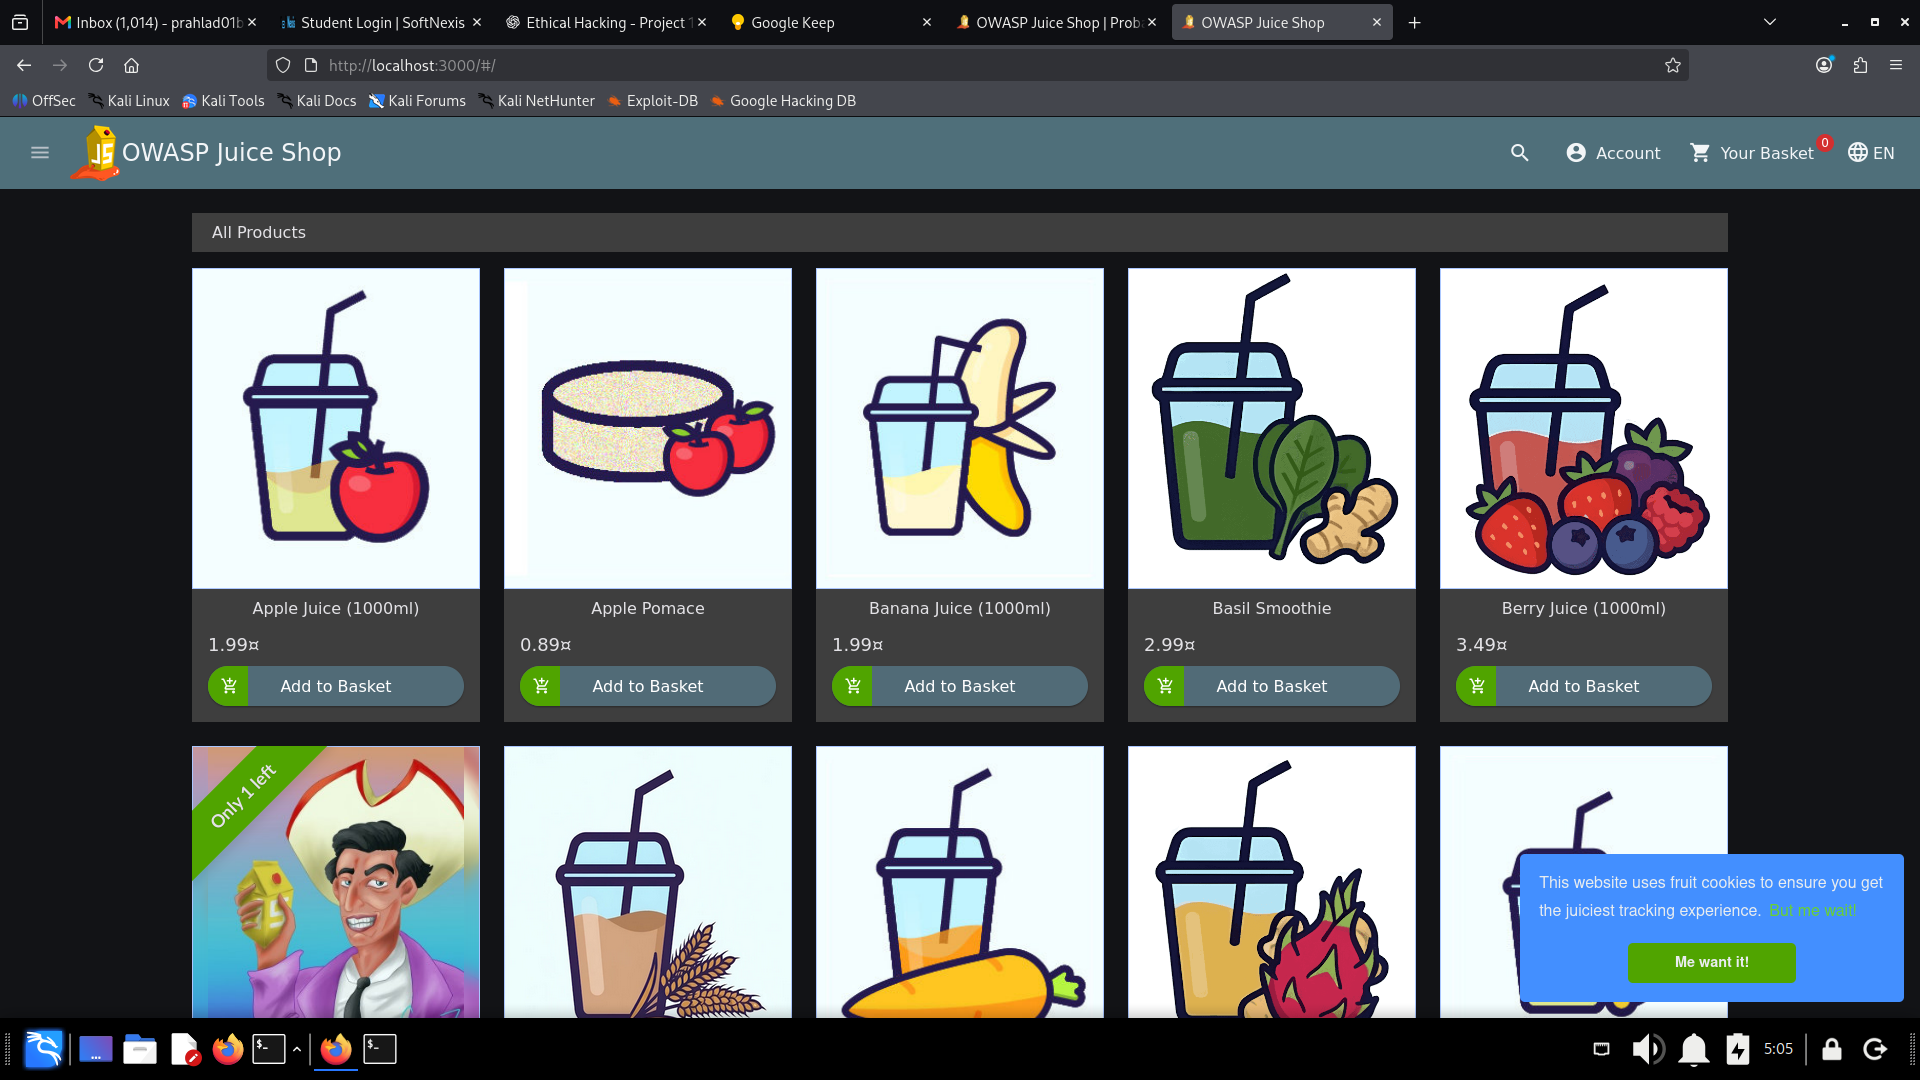 Inbox (1,014) - prahlad01b
Student Login | SoftNexis
Ethical Hacking - Project 1
Google Keep
OWASP Juice Shop | Prob
OWASP Juice Shop
http://localhost:3000/#/
OffSec
Kali Linux
Kali Tools
Kali Docs
Kali Forums
Kali NetHunter
Exploit-DB
Google Hacking DB
OWASP Juice Shop
Account
Your Basket
0
EN
All Products
Apple Juice (1000ml)
1.99¤
Add to Basket
Apple Pomace
0.89¤
Add to Basket
Banana Juice (1000ml)
1.99¤
Add to Basket
Basil Smoothie
2.99¤
Add to Basket
Berry Juice (1000ml)
3.49¤
Add to Basket
Only 1 left
This website uses fruit cookies to ensure you get
the juiciest tracking experience. But me wait!
Me want it!
5:05